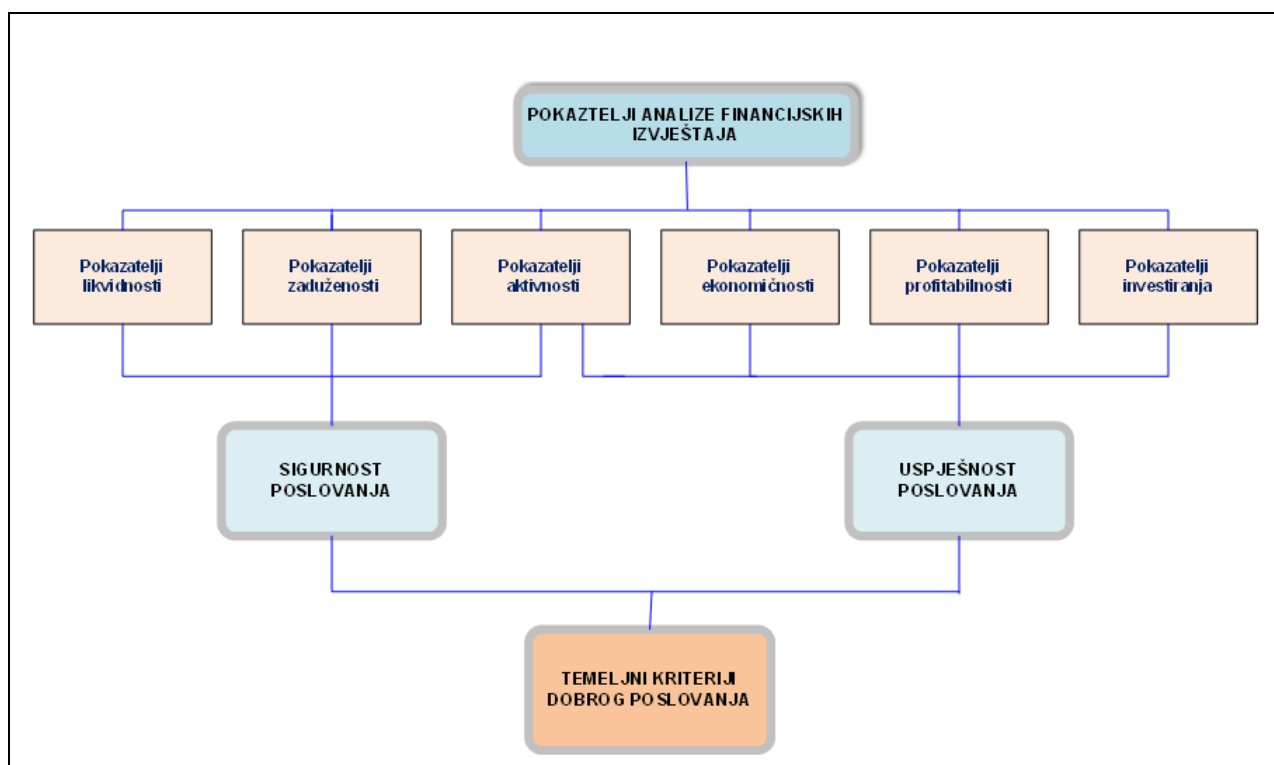 POKAZTELJI ANALIZE FINANCIJSKIH
IZVJEŠTAJA
Pokazatelji
likvidnosti
Pokazatelji
zaduženosti
Pokazatelji
aktivnosti
Pokazatelji
ekonomičnosti
Pokazatelji
profitabilnosti
Pokazatelji
investiranja
SIGURNOST
POSLOVANJA
USPJEŠNOST
POSLOVANJA
TEMELJNI KRITERIJI
DOBROG POSLOVANJA